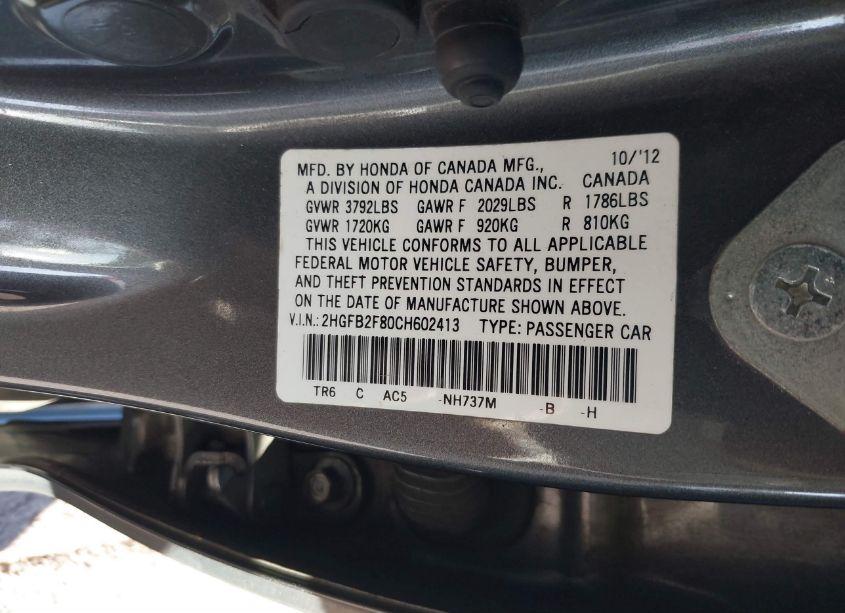 MFD. BY HONDA OF CANADA MFG., 10/'12
A DIVISION OF HONDA CANADA INC. CANADA
GVWR 3792LBS GAWR F 2029LBS R 1786LBS
GVWR 1720KG GAWR F 920KG R 810KG
THIS VEHICLE CONFORMS TO ALL APPLICABLE
FEDERAL MOTOR VEHICLE SAFETY, BUMPER,
AND THEFT PREVENTION STANDARDS IN EFFECT
ON THE DATE OF MANUFACTURE SHOWN ABOVE.
V.I.N.:2HGFB2F80CH602413 TYPE: PASSENGER CAR
TR6 C AC5 -NH737M -B -H